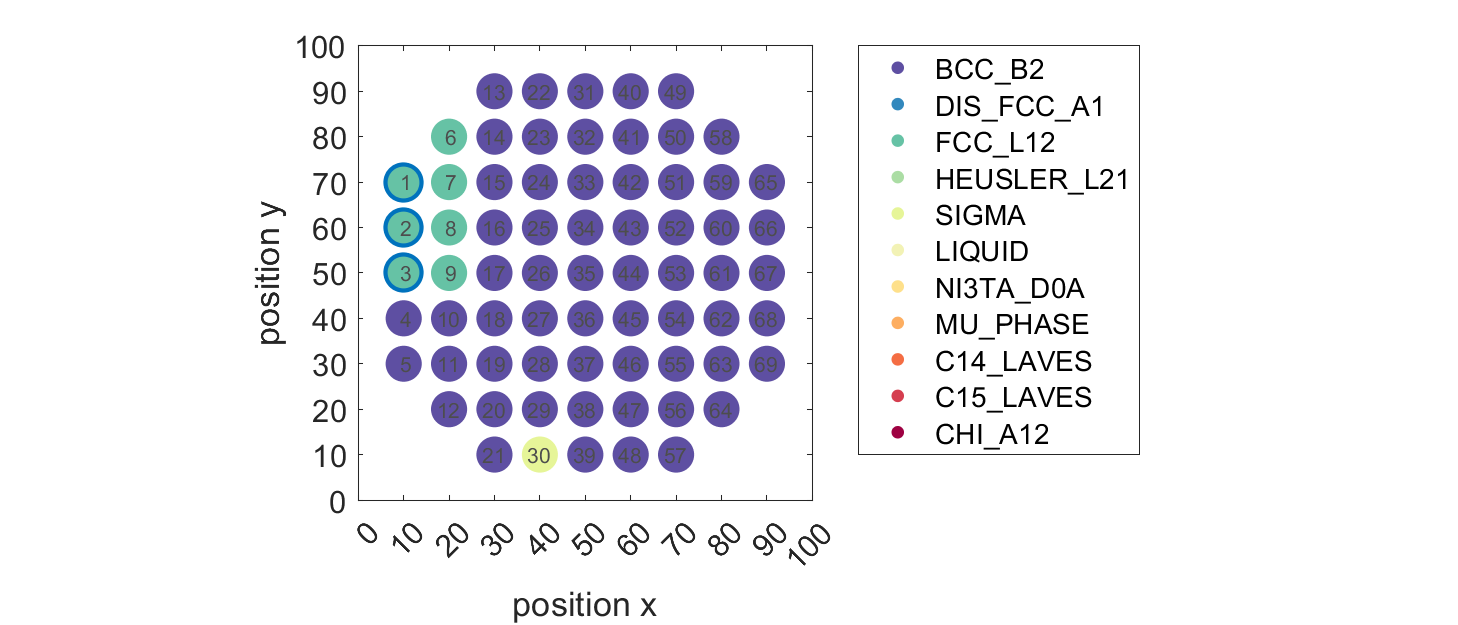 100
90
80
70
60
50
40
30
20
10
0
position y
13 22 31 40 49
6 14 23 32 41 50 58
1 7 15 24 33 42 51 59 65
2 8 16 25 34 43 52 60 66
3 9 17 26 35 44 53 61 67
4 10 18 27 36 45 54 62 68
5 11 19 28 37 46 55 63 69
12 20 29 38 47 56 64
21 30 39 48 57
0 10 20 30 40 50 60 70 80 90 100
position x
BCC_B2
DIS_FCC_A1
FCC_L12
HEUSLER_L21
SIGMA
LIQUID
NI3TA_D0A
MU_PHASE
C14_LAVES
C15_LAVES
CHI_A12